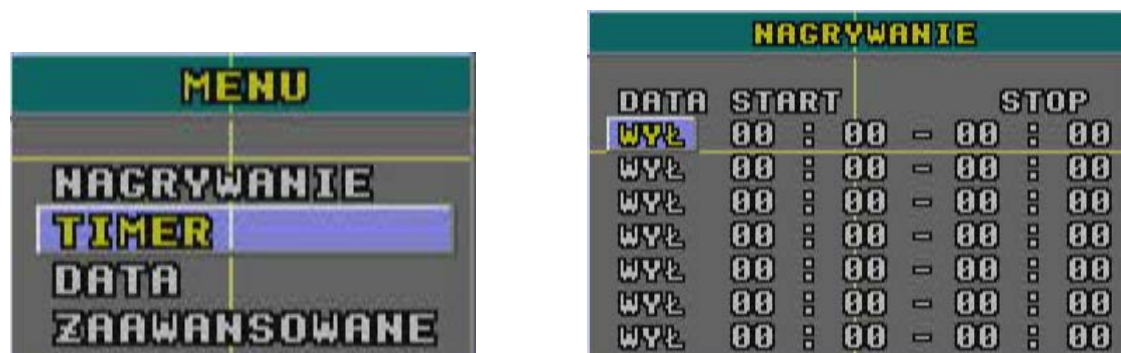 MENU
NAGRYWANIE
TIMER
DATA
ZAAWANSOWANE
NAGRYWANIE
DATA START STOP
WYŁ 00 : 00 - 00 : 00
WYŁ 00 : 00 - 00 : 00
WYŁ 00 : 00 - 00 : 00
WYŁ 00 : 00 - 00 : 00
WYŁ 00 : 00 - 00 : 00
WYŁ 00 : 00 - 00 : 00
WYŁ 00 : 00 - 00 : 00